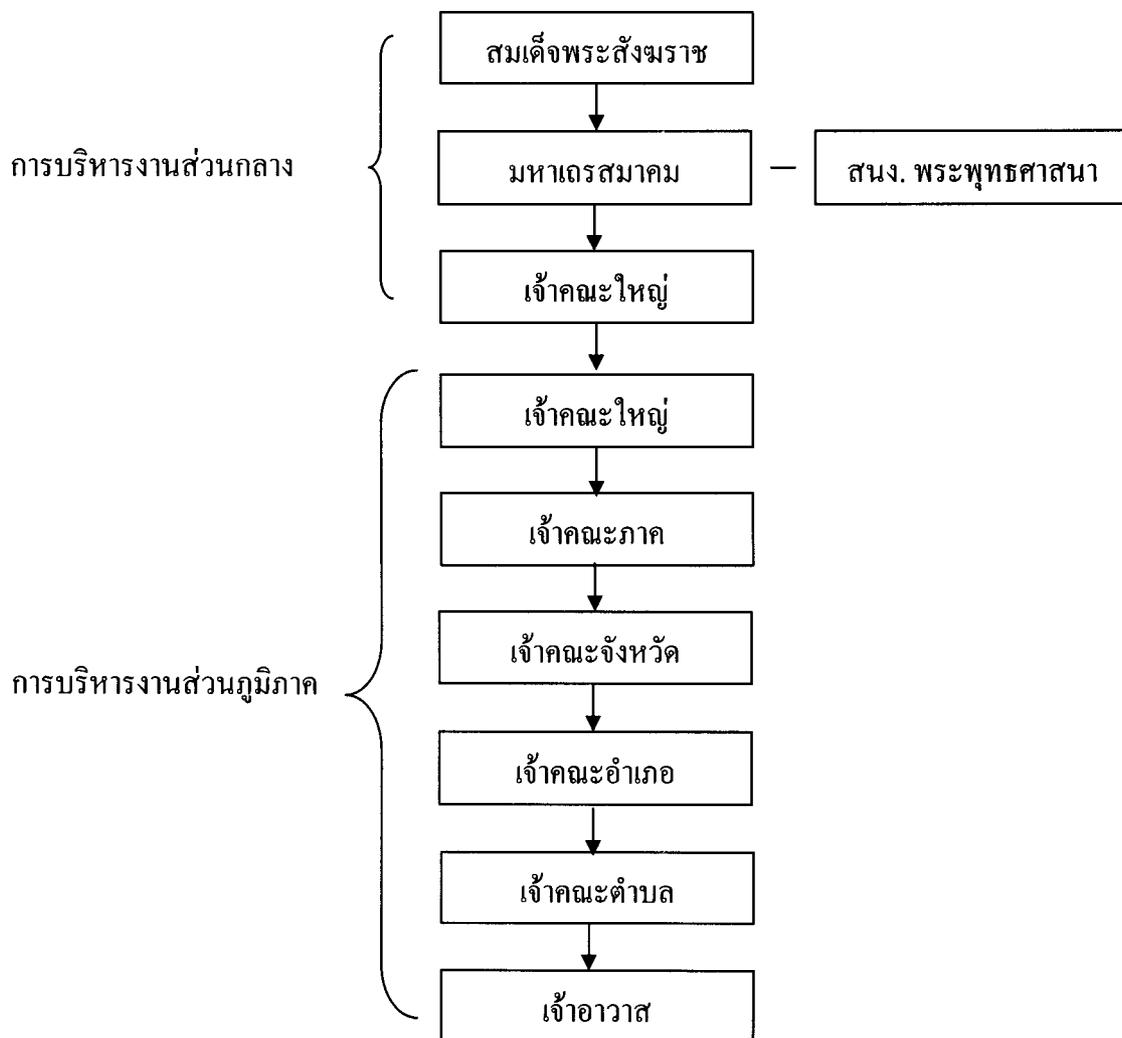 สมเด็จพระสังฆราช
การบริหารงานส่วนกลาง
มหาเถรสมาคม
สนง. พระพุทธศาสนา
เจ้าคณะใหญ่
เจ้าคณะใหญ่
เจ้าคณะภาค
เจ้าคณะจังหวัด
การบริหารงานส่วนภูมิภาค
เจ้าคณะอำเภอ
เจ้าคณะตำบล
เจ้าอาวาส